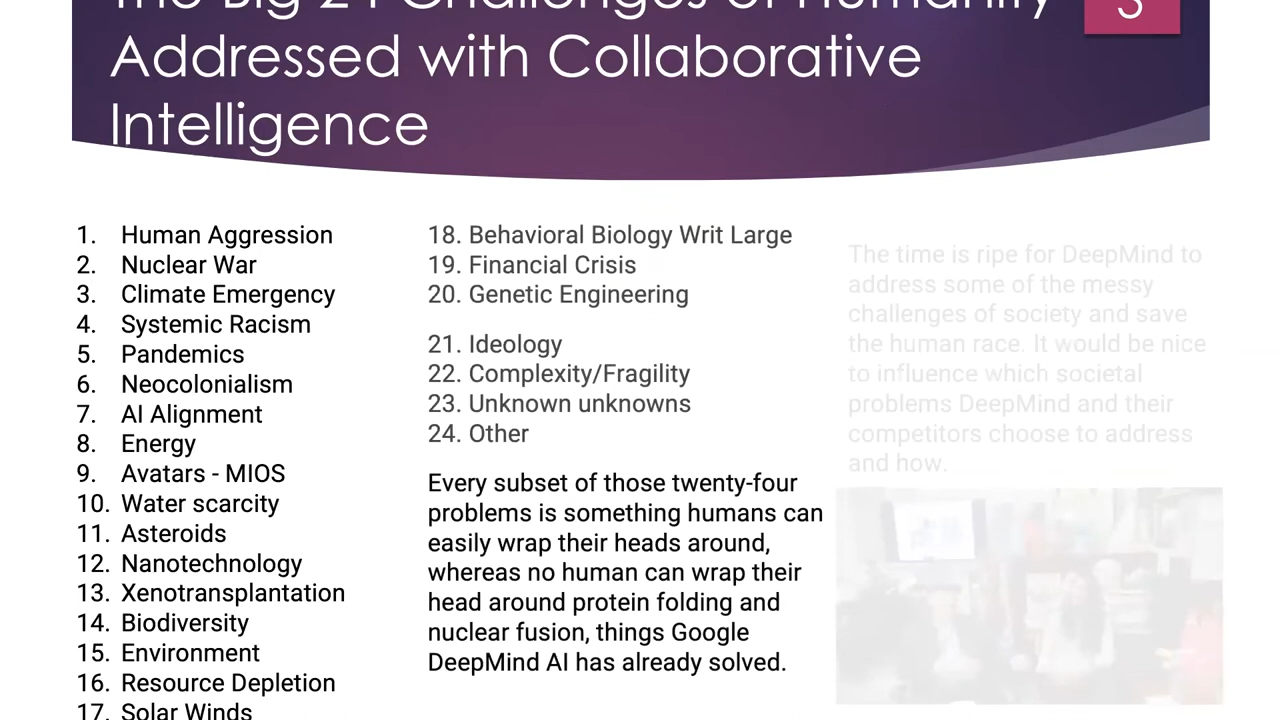 The Big 24 Challenges of Humanity
3
Addressed with Collaborative
Intelligence
1. Human Aggression
2. Nuclear War
3. Climate Emergency
4. Systemic Racism
5. Pandemics
6. Neocolonialism
7. AI Alignment
8. Energy
9. Avatars - MIOS
10. Water scarcity
11. Asteroids
12. Nanotechnology
13. Xenotransplantation
14. Biodiversity
15. Environment
16. Resource Depletion
17. Solar Winds
18. Behavioral Biology Writ Large
19. Financial Crisis
20. Genetic Engineering
21. Ideology
22. Complexity/Fragility
23. Unknown unknowns
24. Other
Every subset of those twenty-four
problems is something humans can
easily wrap their heads around,
whereas no human can wrap their
head around protein folding and
nuclear fusion, things Google
DeepMind AI has already solved.
The time is ripe for DeepMind to
address some of the messy
challenges of society and save
the human race. It would be nice
to influence which societal
problems DeepMind and their
competitors choose to address
and how.